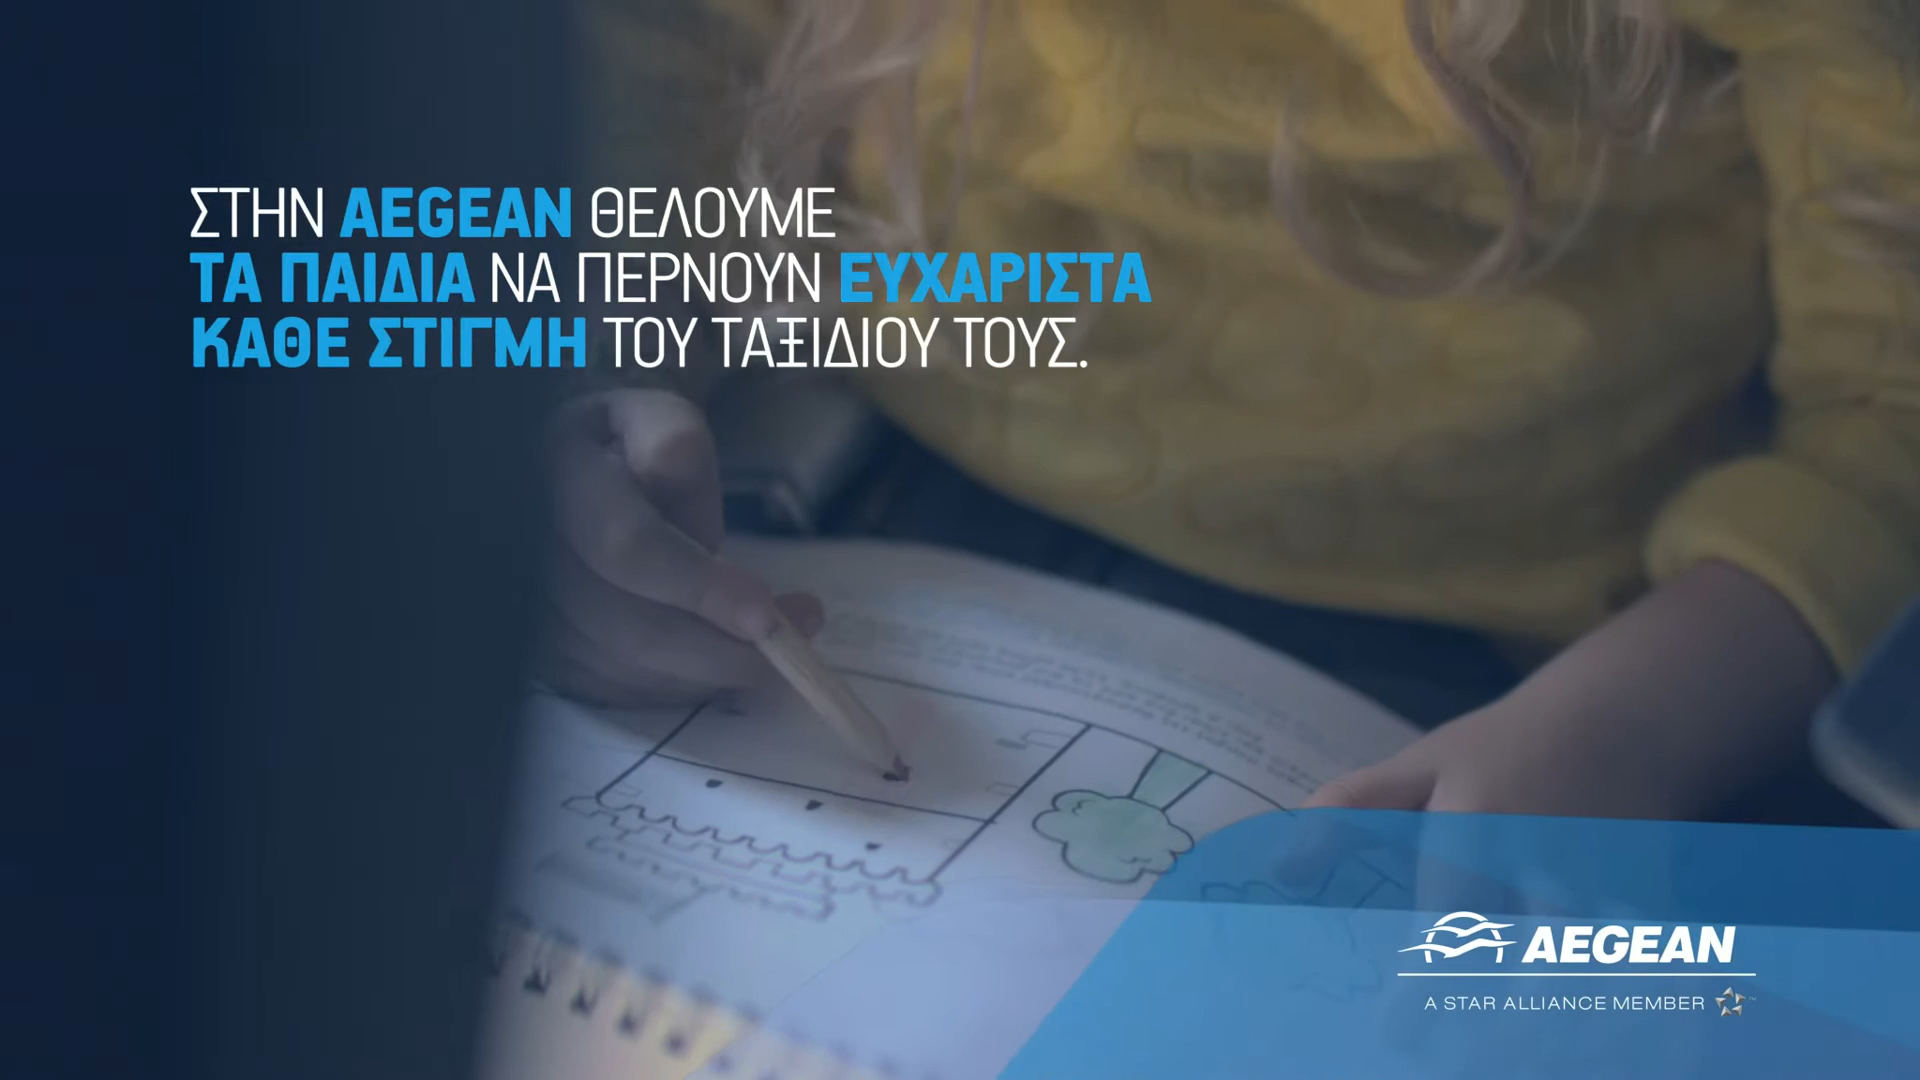 ΣΤΗΝ AEGEAN ΘΕΛΟΥΜΕ
ΤΑ ΠΑΙΔΙΑ ΝΑ ΠΕΡΝΟΥΝ ΕΥΧΑΡΙΣΤΑ
ΚΑΘΕ ΣΤΙΓΜΗ ΤΟΥ ΤΑΞΙΔΙΟΥ ΤΟΥΣ.
AEGEAN
A STAR ALLIANCE MEMBER